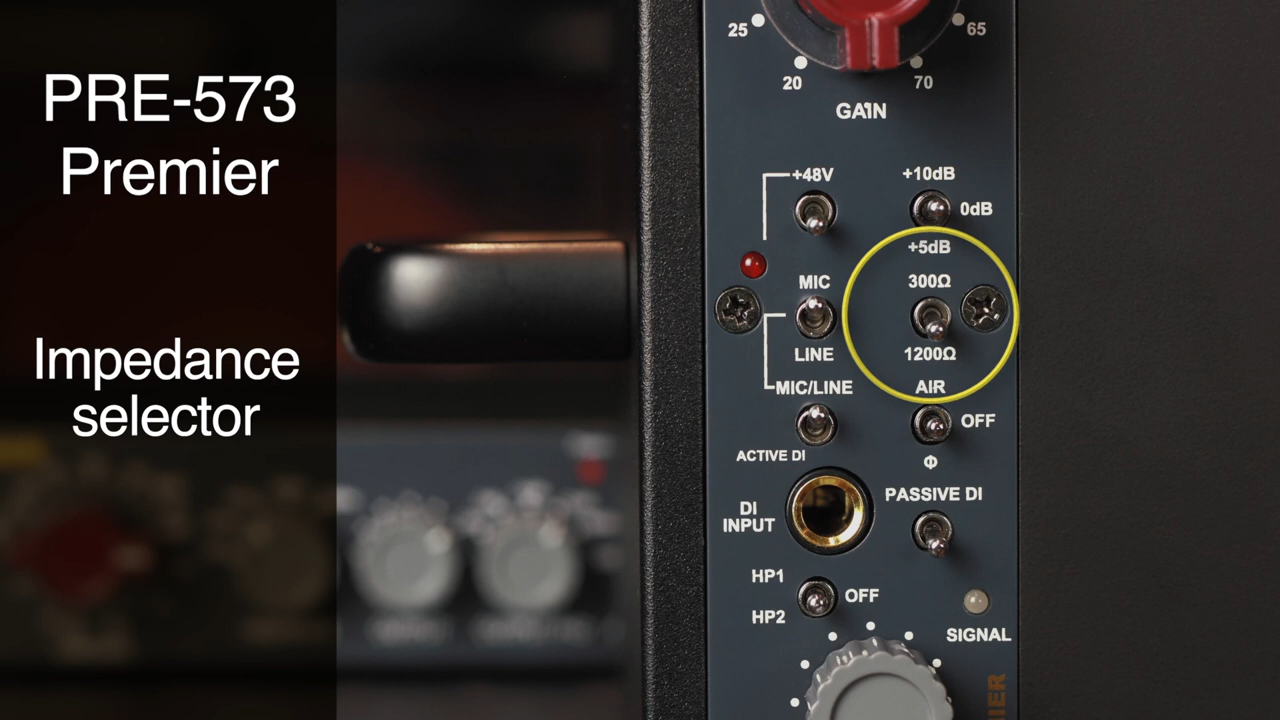 PRE-573
Premier
Impedance
selector
25
65
20
70
GAIN
+48V
+10dB
0dB
+5dB
MIC
300Ω
LINE
1200Ω
MIC/LINE
AIR
OFF
ACTIVE DI
Φ
PASSIVE DI
DI
INPUT
HP1
OFF
HP2
SIGNAL